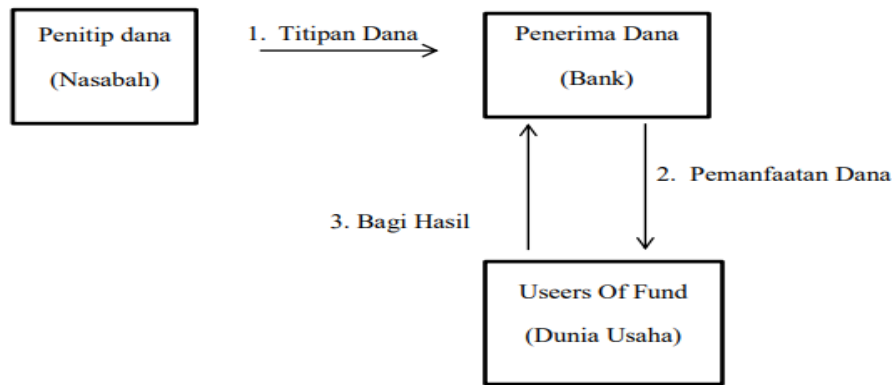 Penitip dana
(Nasabah)
1. Titipan Dana
Penerima Dana
(Bank)
2. Pemanfaatan Dana
3. Bagi Hasil
Useers Of Fund
(Dunia Usaha)